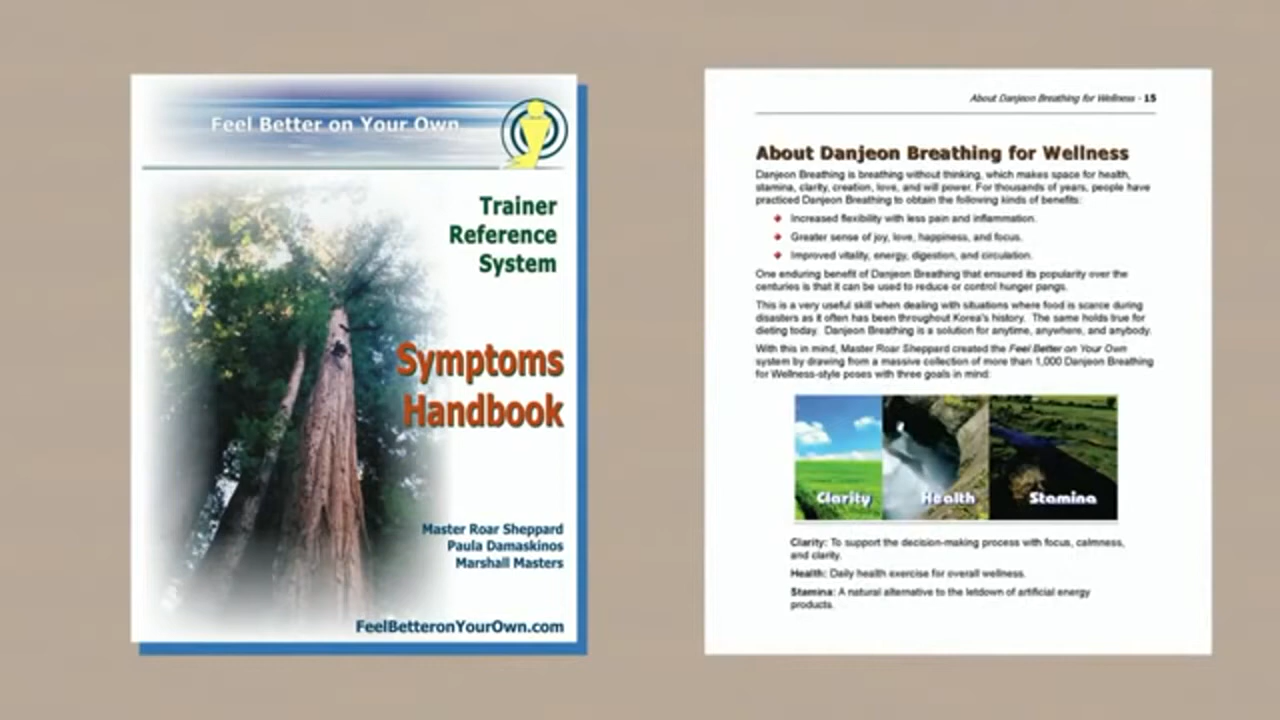 Feel Better on Your Own
Trainer
Reference
System
Symptoms
Handbook
Master Roar Sheppard
Paula Damaskinos
Marshall Masters
FeelBetteronYourOwn.com
About Danjeon Breathing for Wellness - 15
About Danjeon Breathing for Wellness
Danjeon Breathing is breathing without thinking, which makes space for health,
stamina, clarity, creation, love, and will power. For thousands of years, people have
practiced Danjeon Breathing to obtain the following kinds of benefits:
Increased flexibility with less pain and inflammation.
Greater sense of joy, love, happiness, and focus.
Improved vitality, energy, digestion, and circulation.
One enduring benefit of Danjeon Breathing that ensured its popularity over the
centuries is that it can be used to reduce or control hunger pangs.
This is a very useful skill when dealing with situations where food is scarce during
disasters as it often has been throughout Korea's history. The same holds true for
dieting today. Danjeon Breathing is a solution for anytime, anywhere, and anybody.
With this in mind, Master Roar Sheppard created the Feel Better on Your Own
system by drawing from a massive collection of more than 1,000 Danjeon Breathing
for Wellness-style poses with three goals in mind:
Clarity Health Stamina
Clarity: To support the decision-making process with focus, calmness,
and clarity.
Health: Daily health exercise for overall wellness.
Stamina: A natural alternative to the letdown of artificial energy
products.